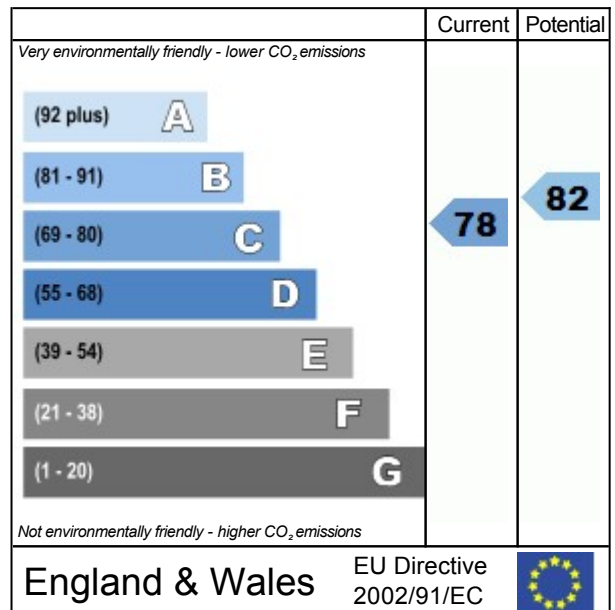 Current Potential
Very environmentally friendly - lower CO₂ emissions
(92 plus) A
(81 - 91) B
(69 - 80) C
(55 - 68) D
(39 - 54) E
(21 - 38) F
(1 - 20) G
78
82
Not environmentally friendly - higher CO₂ emissions
England & Wales
EU Directive
2002/91/EC